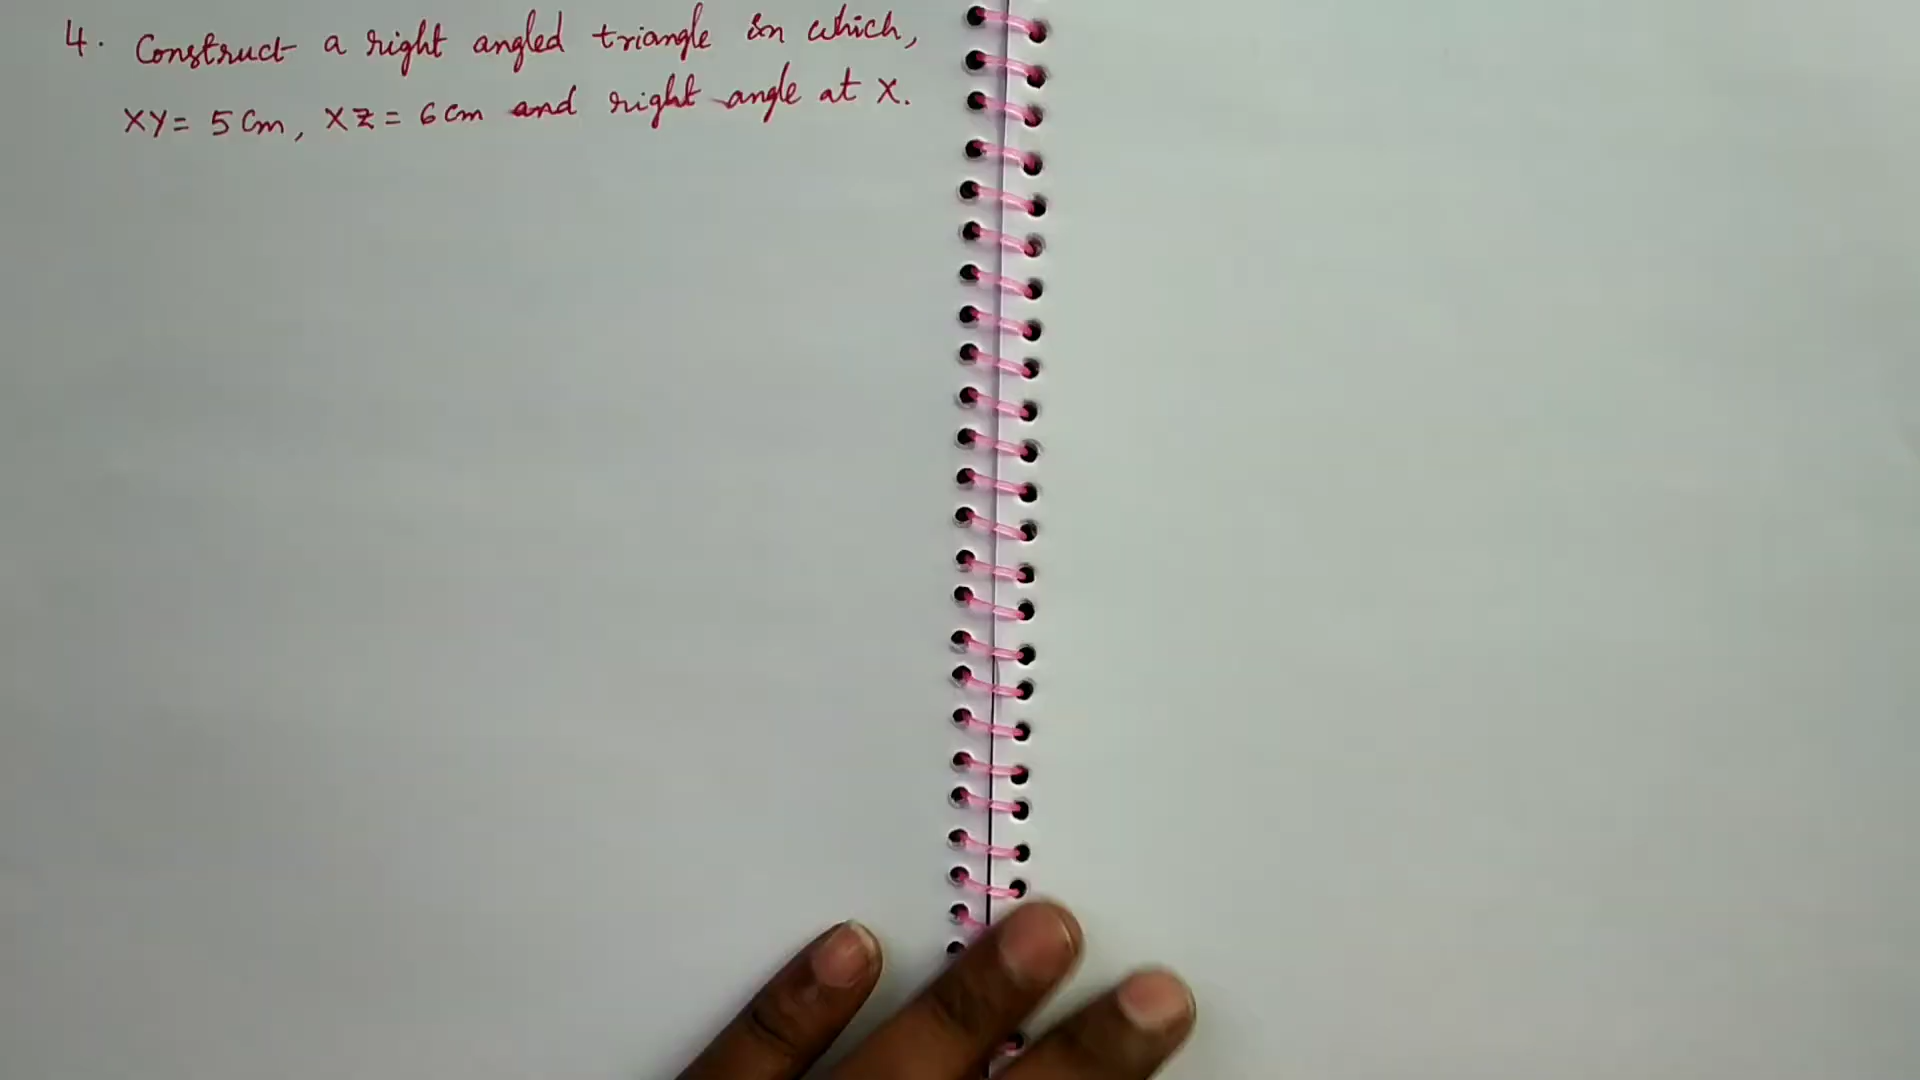 4. Construct a right angled triangle in which,
XY = 5 Cm, XZ = 6 cm and right angle at X.